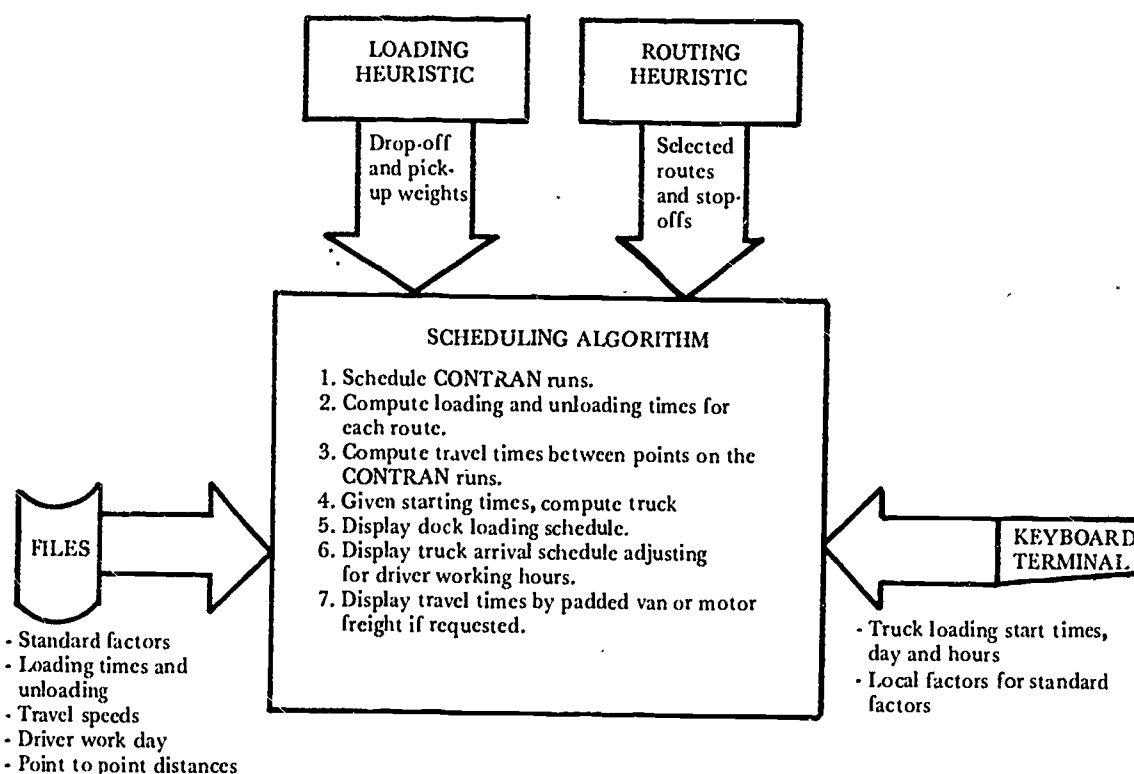 LOADING
HEURISTIC
ROUTING
HEURISTIC
Drop-off
and pick-
up weights
Selected
routes
and stop-
offs
SCHEDULING ALGORITHM
1. Schedule CONTRAN runs.
2. Compute loading and unloading times for
each route.
3. Compute travel times between points on the
CONTRAN runs.
4. Given starting times, compute truck
5. Display dock loading schedule.
6. Display truck arrival schedule adjusting
for driver working hours.
7. Display travel times by padded van or motor
freight if requested.
FILES
- Standard factors
- Loading times and
unloading
- Travel speeds
- Driver work day
- Point to point distances
KEYBOARD
TERMINAL
- Truck loading start times,
day and hours
- Local factors for standard
factors